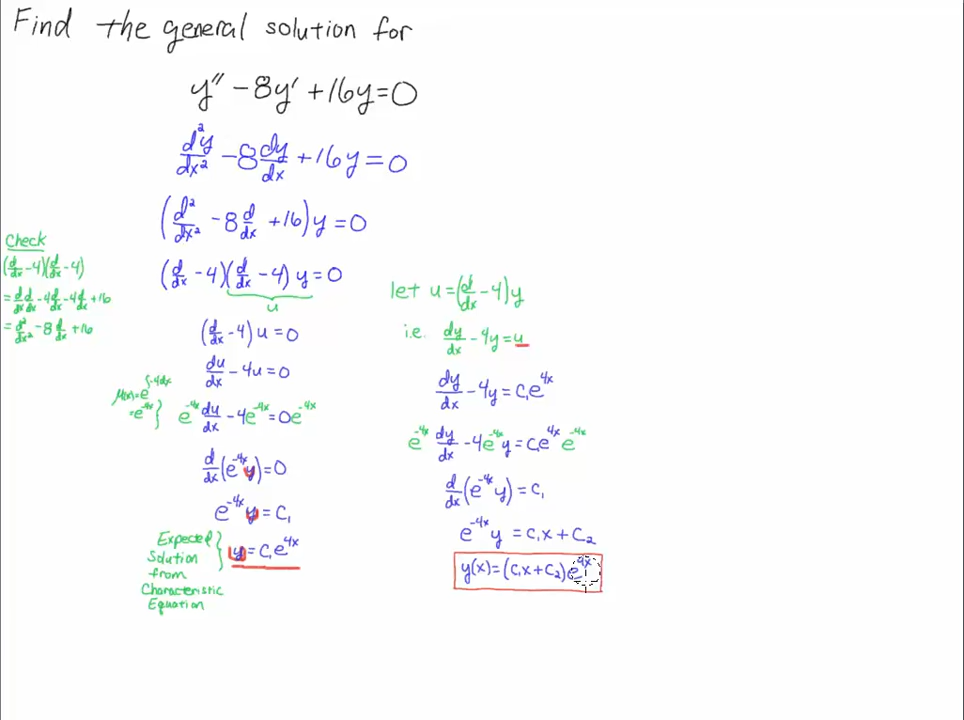 Find the general solution for
y'' - 8y' + 16y = 0
d²y/dx² - 8 dy/dx + 16y = 0
(d²/dx² - 8 d/dx + 16) y = 0
(d/dx - 4)(d/dx - 4) y = 0
u
Check
(d/dx - 4)(d/dx - 4)
= d/dx d/dx - 4 d/dx - 4 d/dx + 16
= d²/dx² - 8 d/dx + 16
(d/dx - 4) u = 0
du/dx - 4u = 0
μ(x) = e^∫-4dx
= e^-4x
e^-4x du/dx - 4e^-4x = 0e^-4x
d/dx (e^-4x u) = 0
e^-4x u = c₁
u = c₁e^4x
Expected
Solution
from
Characteristic
Equation
let u = (d/dx - 4) y
i.e. dy/dx - 4y = u
dy/dx - 4y = c₁e^4x
e^-4x dy/dx - 4e^-4x y = c₁e^4x e^-4x
d/dx (e^-4x y) = c₁
e^-4x y = c₁x + c₂
y(x) = (c₁x + c₂) e^4x